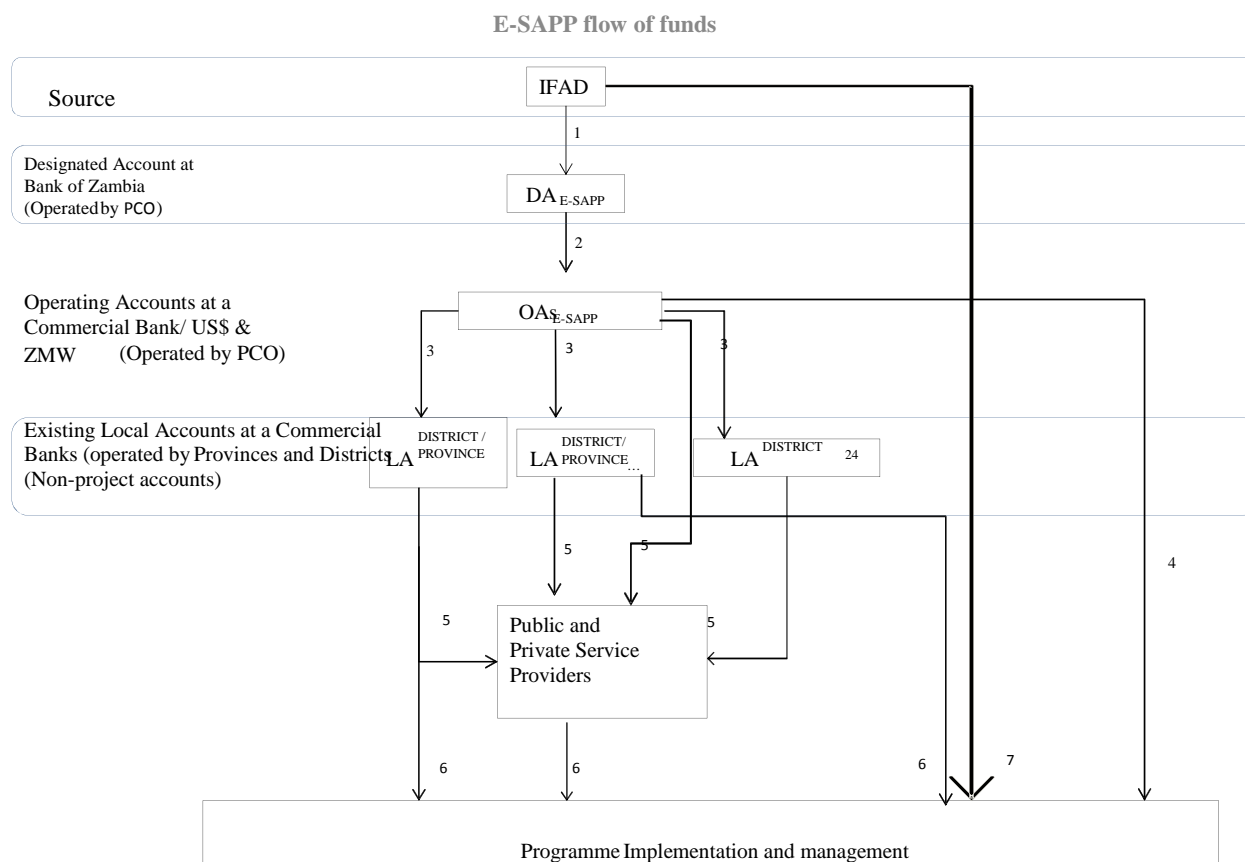 E-SAPP flow of funds
Source
IFAD
1
Designated Account at
Bank of Zambia
(Operated by PCO)
DA E-SAPP
2
Operating Accounts at a
Commercial Bank/ US$ &
ZMW (Operated by PCO)
OAs E-SAPP
3
3
3
Existing Local Accounts at a Commercial
Banks (operated by Provinces and Districts
(Non-project accounts)
LA DISTRICT /
PROVINCE
LA DISTRICT/
PROVINCE ...
LA DISTRICT 24
5
5
4
5
5
Public and
Private Service
Providers
6
6
6
7
Programme Implementation and management